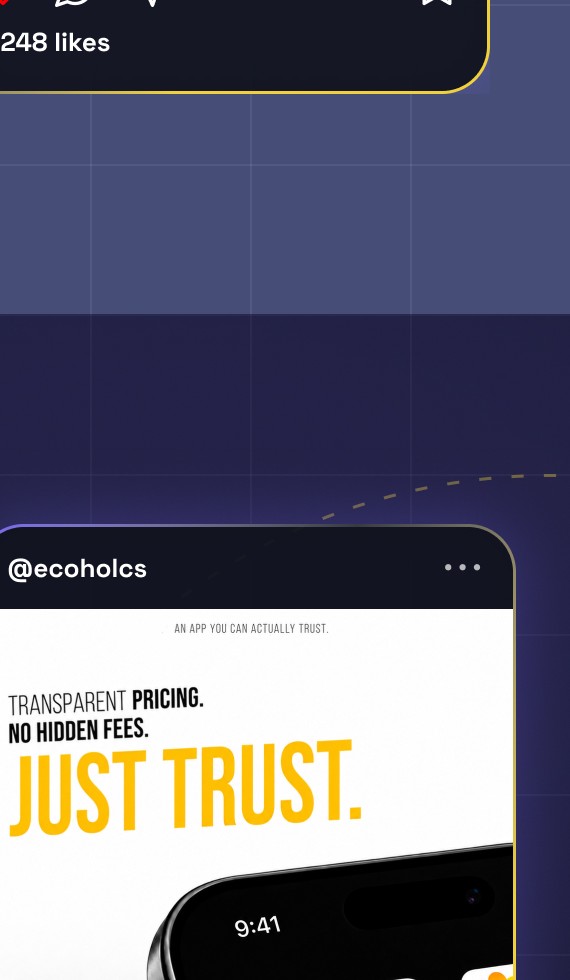 248 likes
@ecoholcs
AN APP YOU CAN ACTUALLY TRUST.
TRANSPARENT PRICING.
NO HIDDEN FEES.
JUST TRUST.
9:41